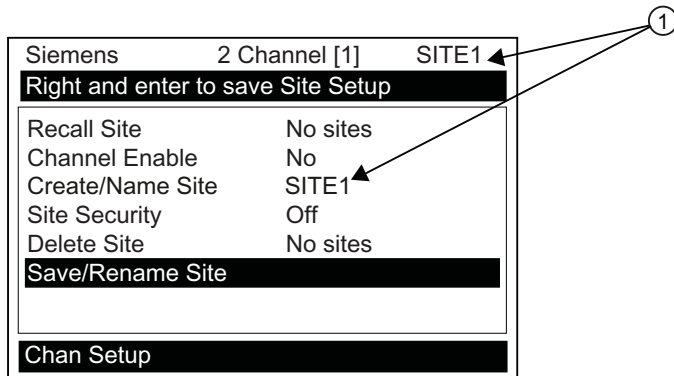 ①
Siemens 2 Channel [1] SITE1
Right and enter to save Site Setup
Recall Site No sites
Channel Enable No
Create/Name Site SITE1
Site Security Off
Delete Site No sites
Save/Rename Site
Chan Setup